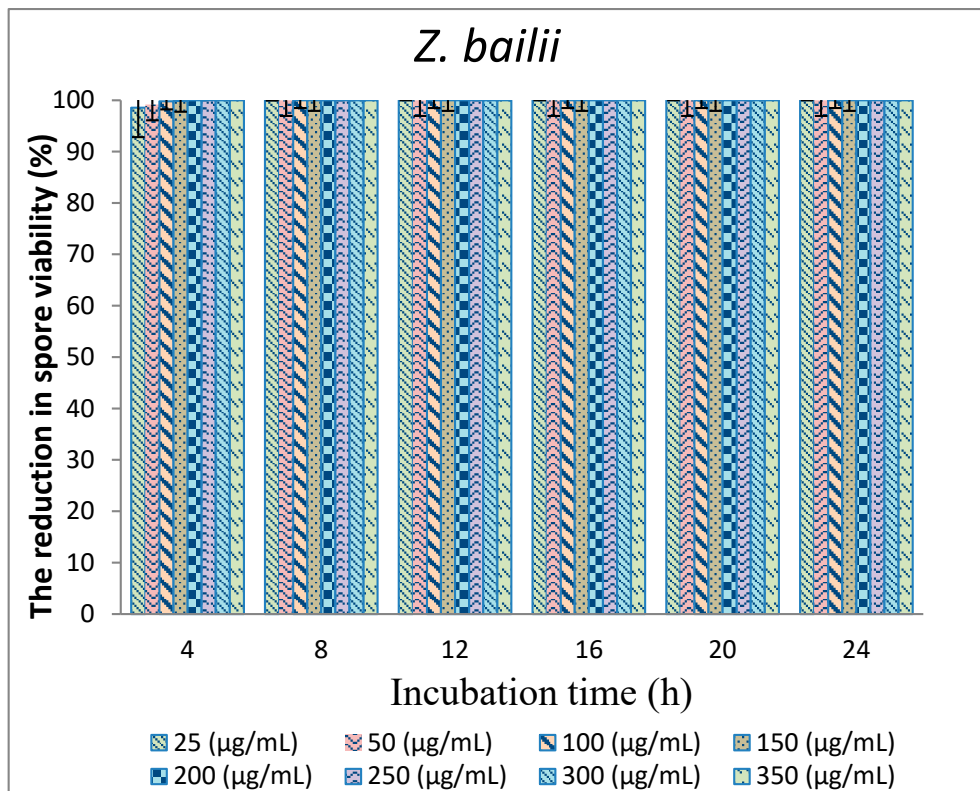 Z. bailii
The reduction in spore viability (%)
100
90
80
70
60
50
40
30
20
10
0
4 8 12 16 20 24
Incubation time (h)
25 (µg/mL) 50 (µg/mL) 100 (µg/mL) 150 (µg/mL)
200 (µg/mL) 250 (µg/mL) 300 (µg/mL) 350 (µg/mL)